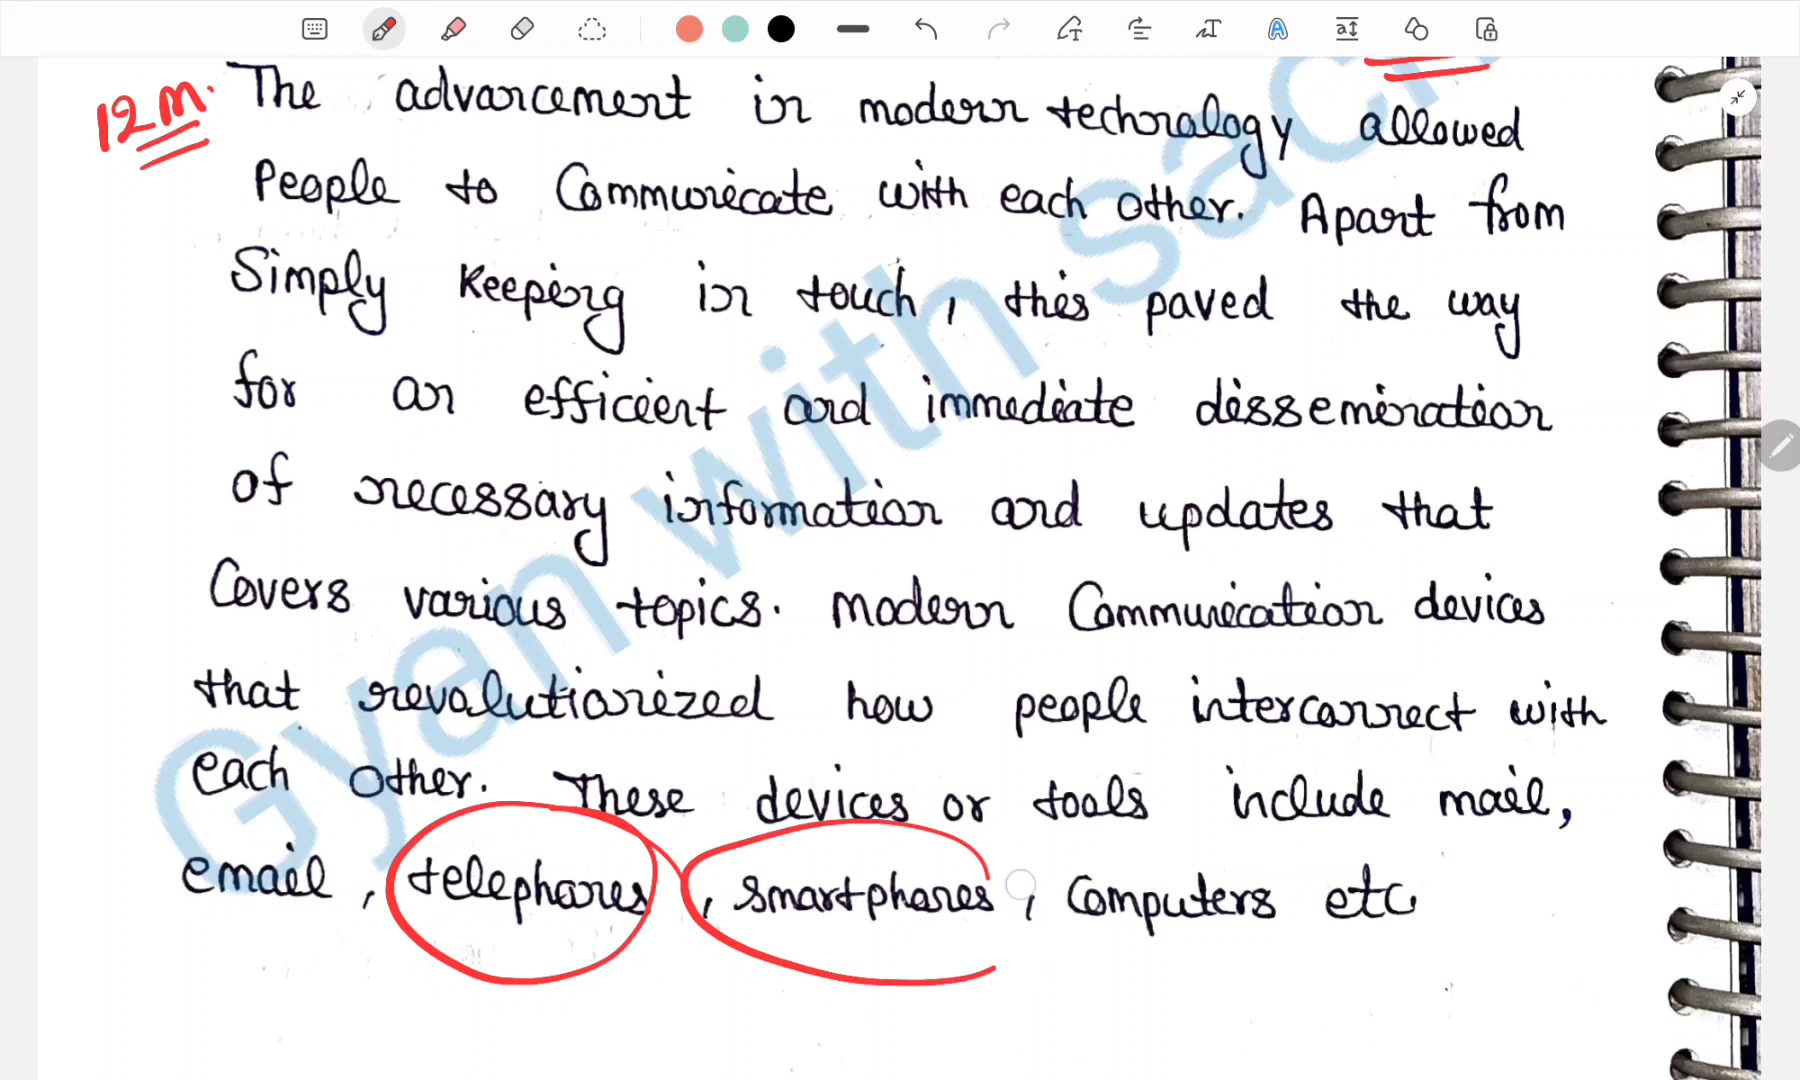 12 m.
The advancement in modern technology allowed
People to Communicate with each other. Apart from
Simply Keeping in touch, this paved the way
for an efficient and immediate dissemination
of necessary information and updates that
Covers various topics. modern Communication devices
that revolutionized how people interconnect with
each other. These devices or tools include mail,
email, telephones, smartphones, Computers etc
Gyan with sach